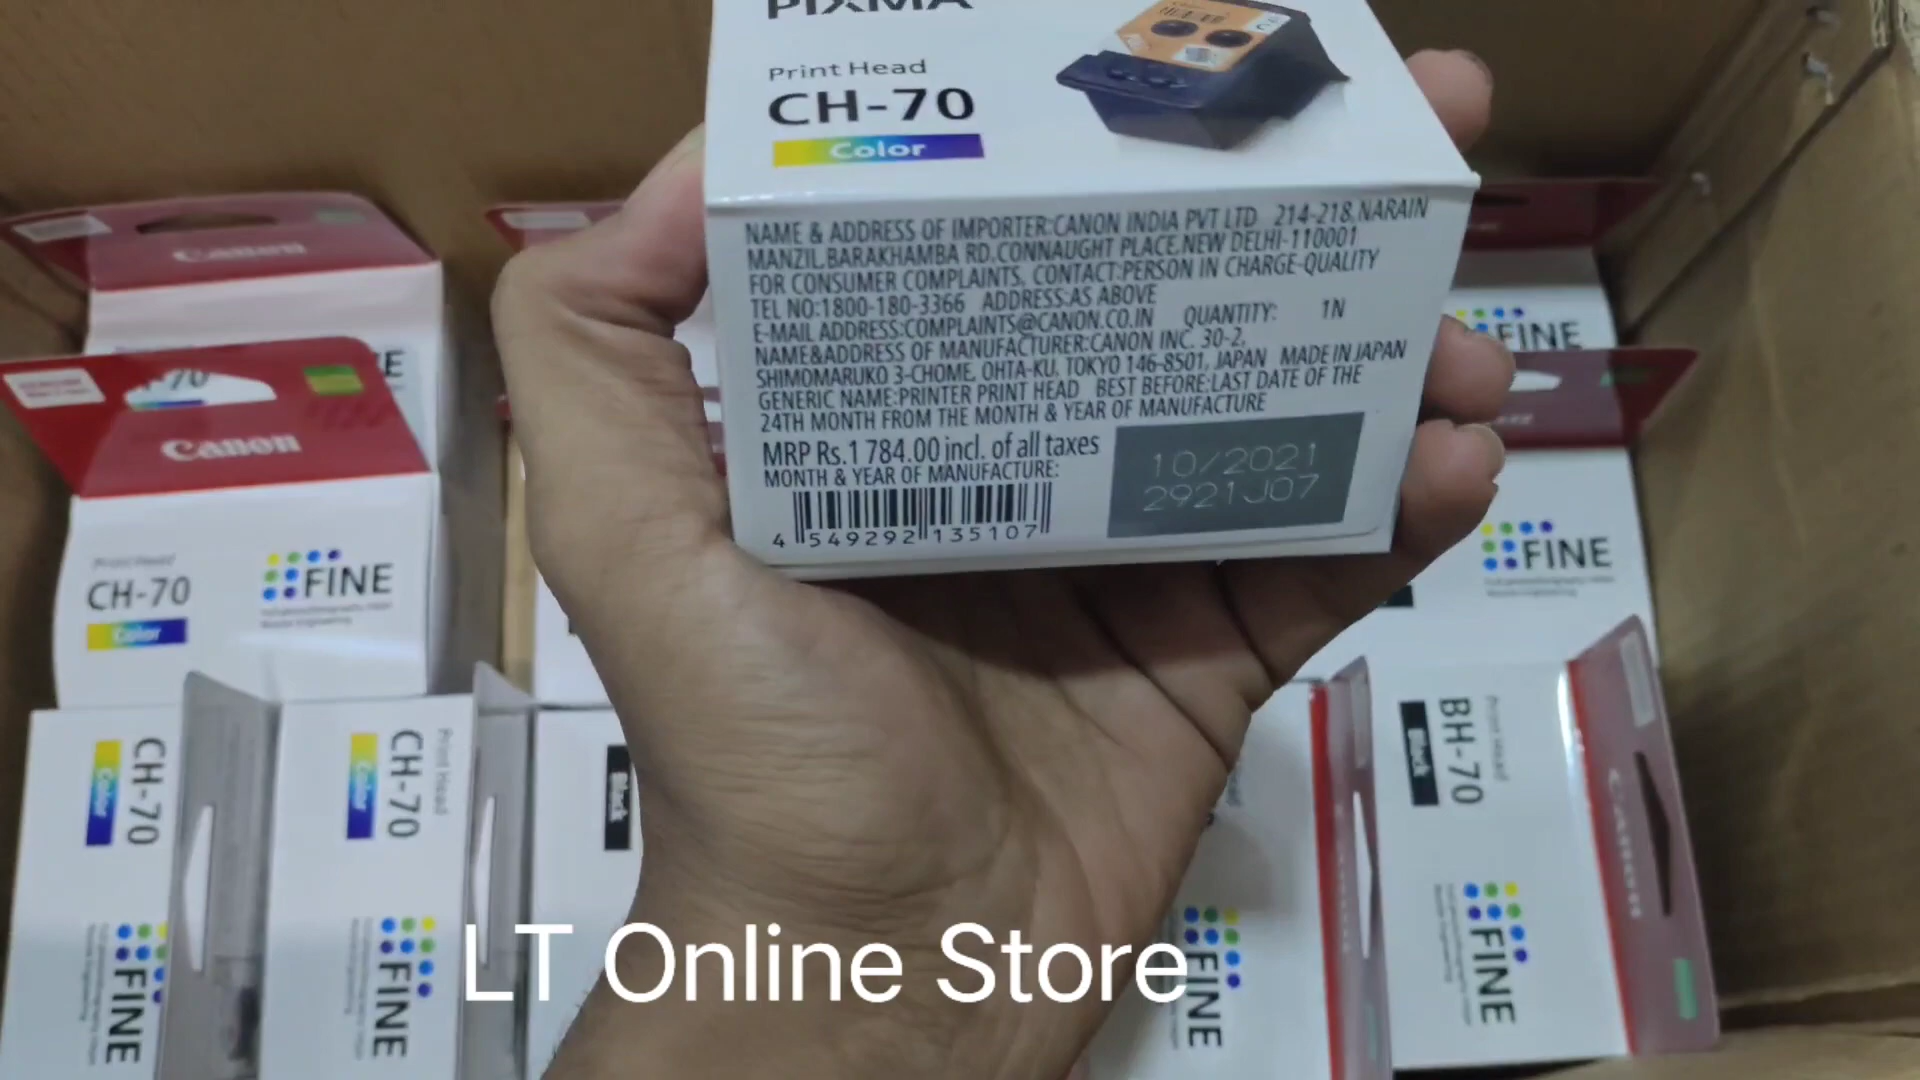 PIXMA
Print Head
CH-70
Color
NAME & ADDRESS OF IMPORTER:CANON INDIA PVT LTD 214-218,NARAIN
MANZIL,BARAKHAMBA RD.CONNAUGHT PLACE,NEW DELHI-110001
FOR CONSUMER COMPLAINTS, CONTACT:PERSON IN CHARGE-QUALITY
TEL NO:1800-180-3366 ADDRESS:AS ABOVE
E-MAIL ADDRESS:COMPLAINTS@CANON.CO.IN QUANTITY: 1N
NAME&ADDRESS OF MANUFACTURER:CANON INC. 30-2,
SHIMOMARUKO 3-CHOME, OHTA-KU, TOKYO 146-8501, JAPAN MADE IN JAPAN
GENERIC NAME:PRINTER PRINT HEAD BEST BEFORE:LAST DATE OF THE
24TH MONTH FROM THE MONTH & YEAR OF MANUFACTURE
MRP Rs.1784.00 incl. of all taxes
MONTH & YEAR OF MANUFACTURE:
10/2021
2921J07
4 549292 135107
Canon
FINE
Canon
Print Head
CH-70
Color
FINE
FINE
CH-70
Color
FINE
Print Head
CH-70
Color
FINE
Black
FINE
Print Head
BH-70
Black
FINE
Canon
LT Online Store